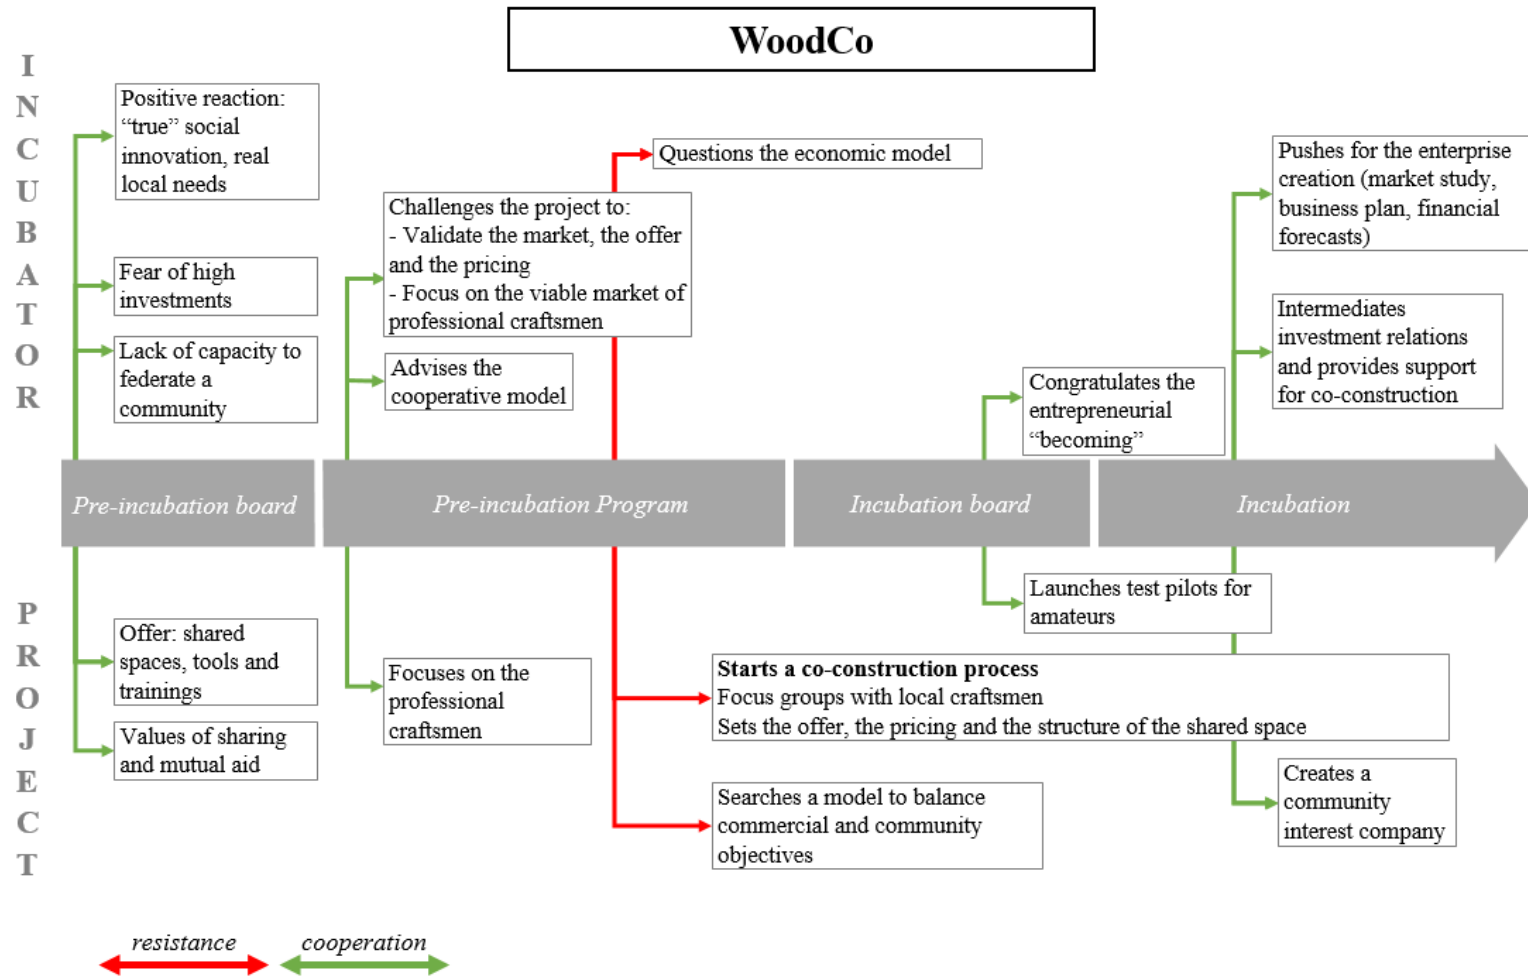 WoodCo
INCUBATOR
Positive reaction:
“true” social
innovation, real
local needs
Fear of high
investments
Lack of capacity to
federate a
community
Challenges the project to:
- Validate the market, the offer
and the pricing
- Focus on the viable market of
professional craftsmen
Advises the
cooperative model
Questions the economic model
Congratulates the
entrepreneurial
“becoming”
Pushes for the enterprise
creation (market study,
business plan, financial
forecasts)
Intermediates
investment relations
and provides support
for co-construction
Pre-incubation board
Pre-incubation Program
Incubation board
Incubation
PROJECT
Offer: shared
spaces, tools and
trainings
Values of sharing
and mutual aid
Focuses on the
professional
craftsmen
Launches test pilots for
amateurs
Starts a co-construction process
Focus groups with local craftsmen
Sets the offer, the pricing and the structure of the shared space
Searches a model to balance
commercial and community
objectives
Creates a
community
interest company
resistance
cooperation